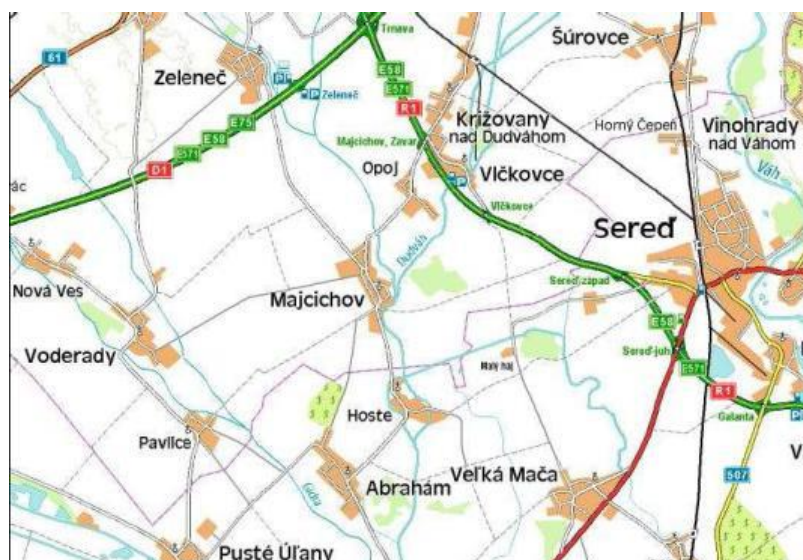 Trnava
Šúrovce
61
Zeleneč
E58
E571
Zeleneč
R1
Križovany
nad Dudváhom
E75
E58
E571
D1
Majcichov, Zavar
Horný Čepeň
Vinohrady
nad Váhom
Opoj
Vlčkovce
Váh
Vlčkovce
Sereď
Dudváh
Nová Ves
Majcichov
Sereď-západ
E58
Voderady
Malý háj
Sereď-juh
E571
R1
Hoste
Galanta
Pavlice
Gidra
Abrahám
Veľká Mača
507
Pusté Úľany